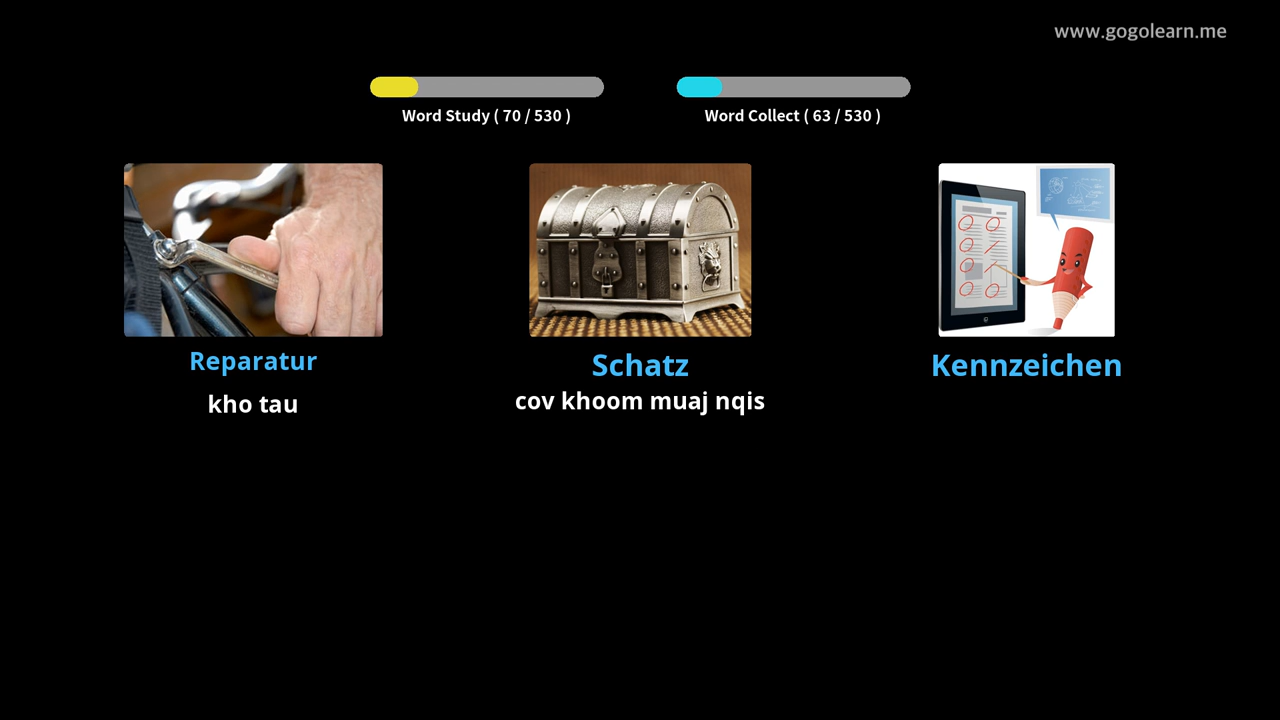 www.gogolearn.me
Word Study ( 70 / 530 )
Word Collect ( 63 / 530 )
Reparatur
kho tau
Schatz
cov khoom muaj nqis
Kennzeichen